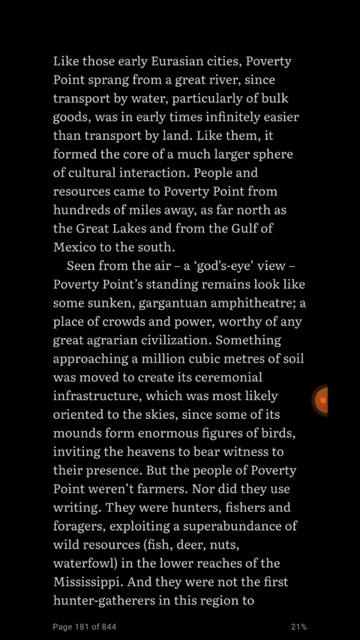 Like those early Eurasian cities, Poverty
Point sprang from a great river, since
transport by water, particularly of bulk
goods, was in early times infinitely easier
than transport by land. Like them, it
formed the core of a much larger sphere
of cultural interaction. People and
resources came to Poverty Point from
hundreds of miles away, as far north as
the Great Lakes and from the Gulf of
Mexico to the south.
Seen from the air – a ‘god’s-eye’ view –
Poverty Point’s standing remains look like
some sunken, gargantuan amphitheatre; a
place of crowds and power, worthy of any
great agrarian civilization. Something
approaching a million cubic metres of soil
was moved to create its ceremonial
infrastructure, which was most likely
oriented to the skies, since some of its
mounds form enormous figures of birds,
inviting the heavens to bear witness to
their presence. But the people of Poverty
Point weren’t farmers. Nor did they use
writing. They were hunters, fishers and
foragers, exploiting a superabundance of
wild resources (fish, deer, nuts,
waterfowl) in the lower reaches of the
Mississippi. And they were not the first
hunter-gatherers in this region to
Page 181 of 844 21%